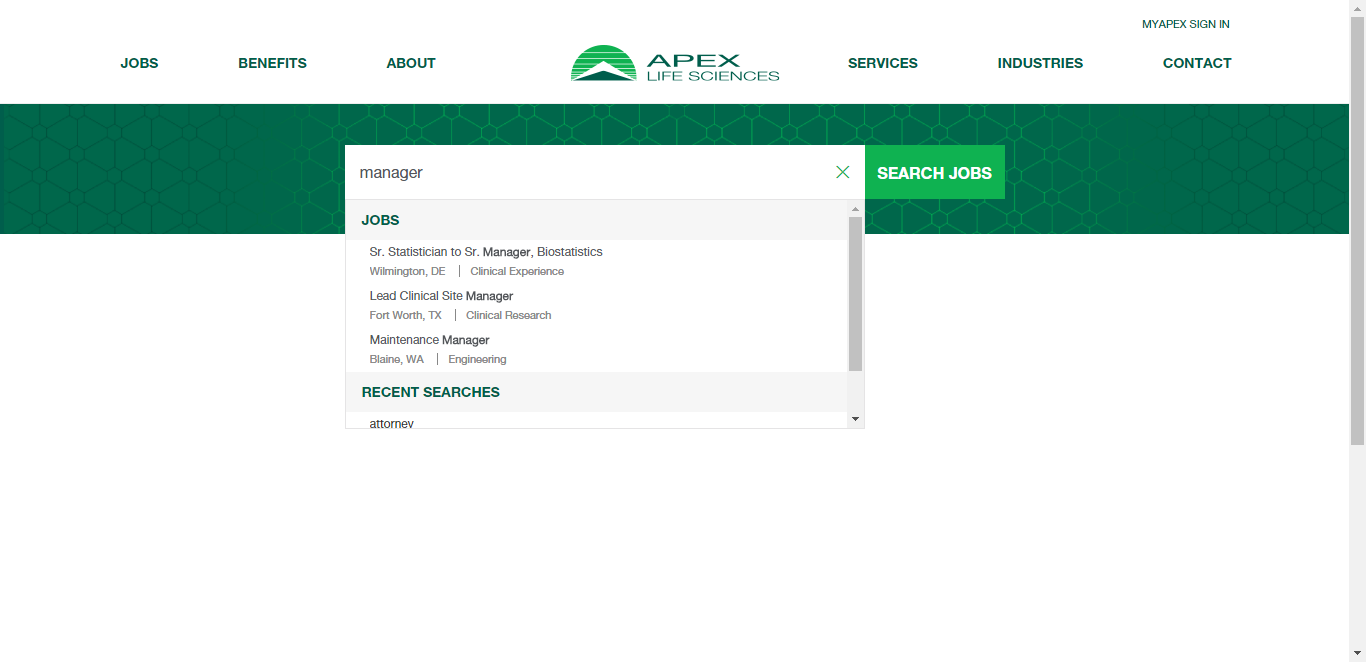 MYAPEX SIGN IN
JOBS BENEFITS ABOUT APEX LIFE SCIENCES SERVICES INDUSTRIES CONTACT
manager SEARCH JOBS
JOBS
Sr. Statistician to Sr. Manager, Biostatistics
Wilmington, DE | Clinical Experience
Lead Clinical Site Manager
Fort Worth, TX | Clinical Research
Maintenance Manager
Blaine, WA | Engineering
RECENT SEARCHES
attorney